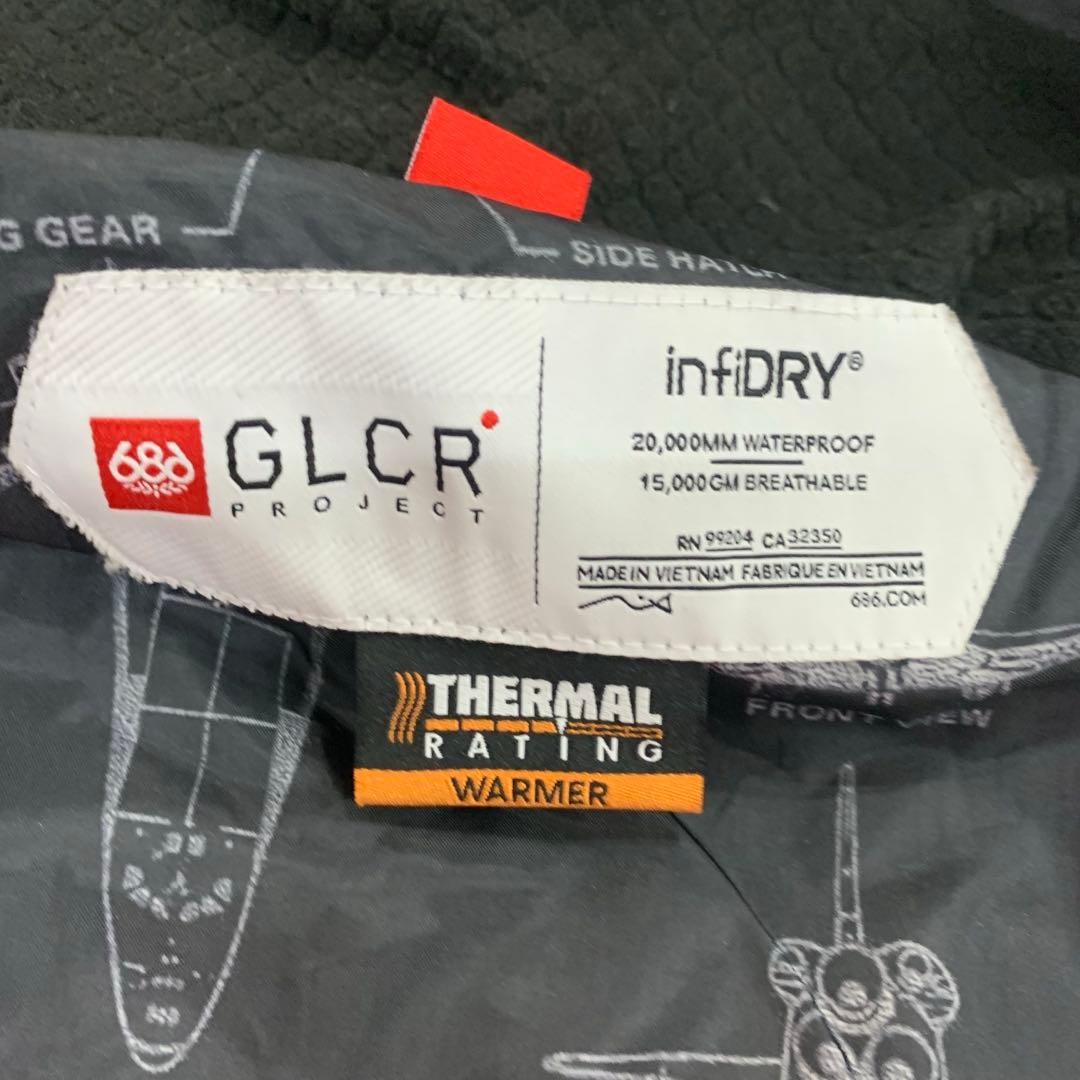 G GEAR
SIDE HATCH
686
GLCR
PROJECT
infiDRY®
20,000MM WATERPROOF
15,000GM BREATHABLE
RN 99204 CA 32350
MADE IN VIETNAM FABRIQUE EN VIETNAM
686.COM
THERMAL
RATING
WARMER
FRONT VIEW